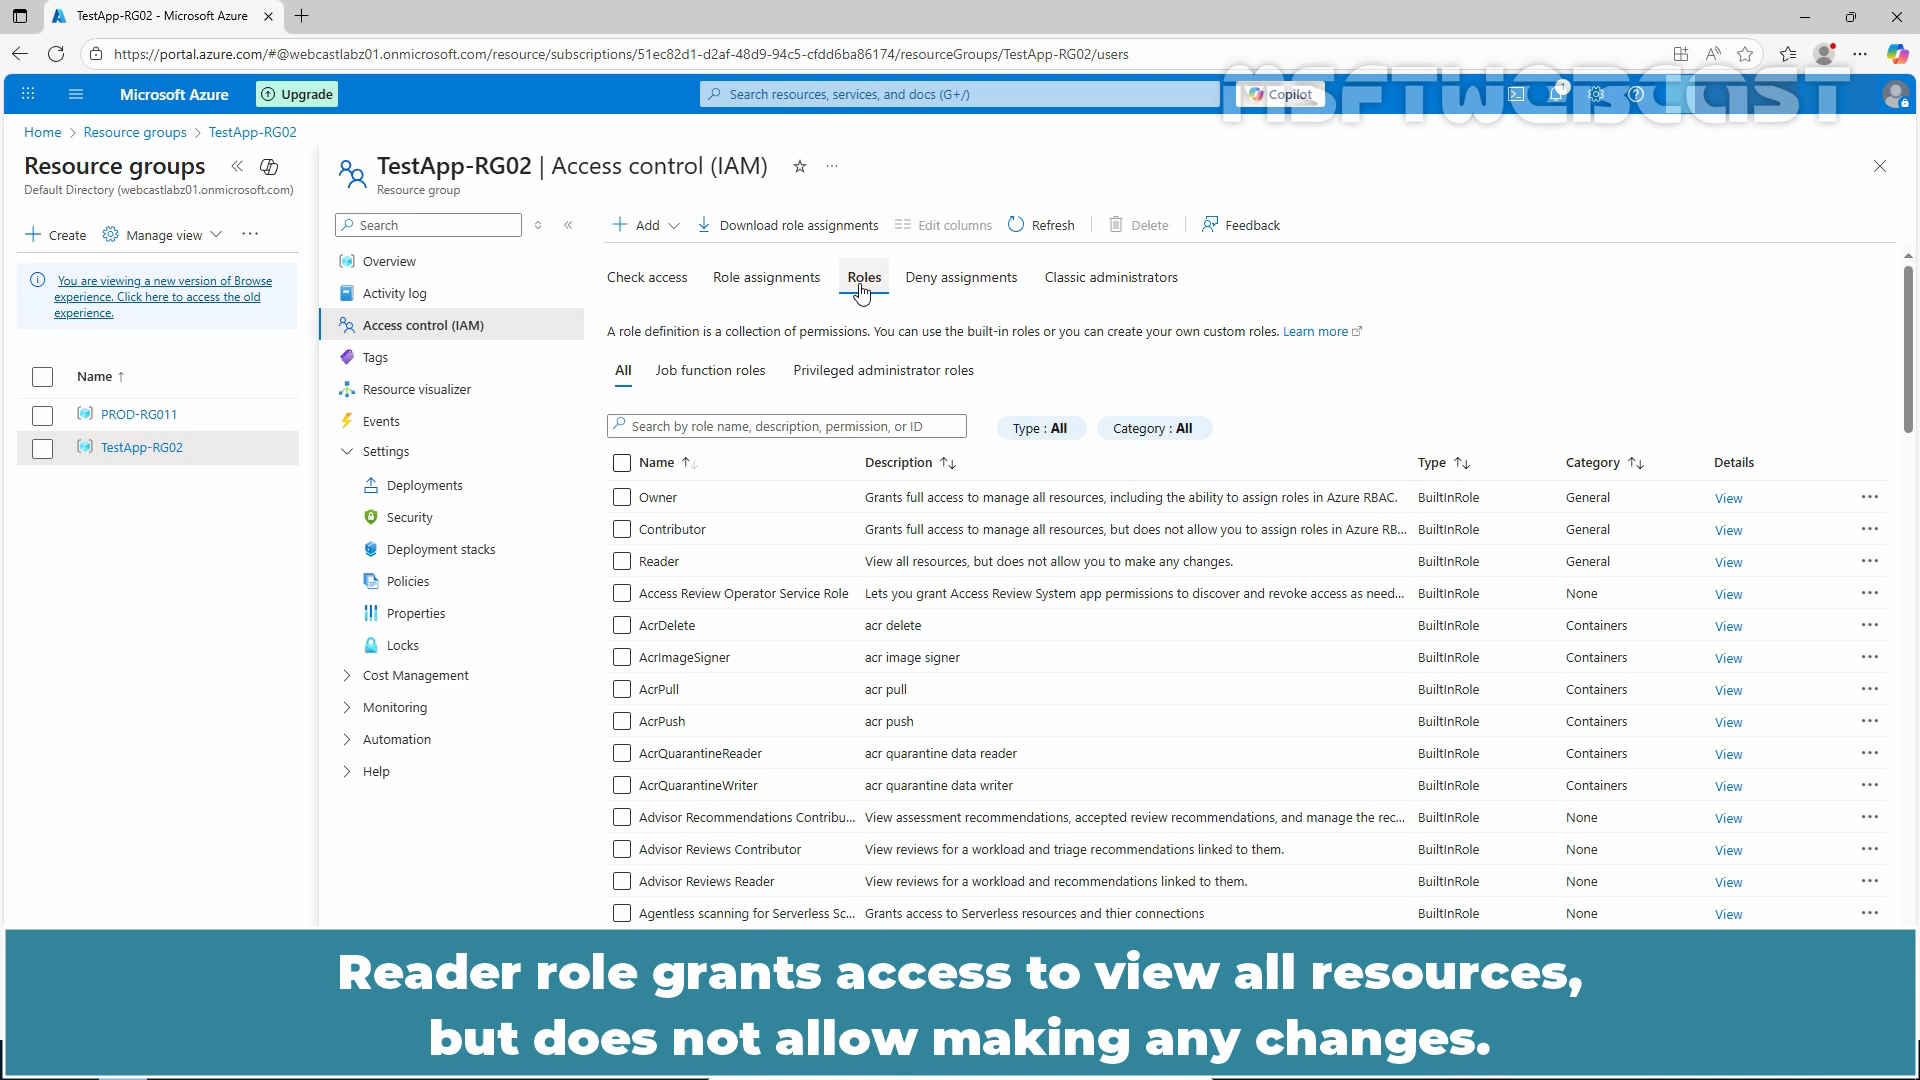 TestApp-RG02 - Microsoft Azure
https://portal.azure.com/#@webcastlabz01.onmicrosoft.com/resource/subscriptions/51ec82d1-d2af-48d9-94c5-cfdd6ba86174/resourceGroups/TestApp-RG02/users
Microsoft Azure
Upgrade
Search resources, services, and docs (G+/)
Copilot
1
MSFTWEBCAST
Home > Resource groups > TestApp-RG02
Resource groups
Default Directory (webcastlabz01.onmicrosoft.com)
Create
Manage view
You are viewing a new version of Browse
experience. Click here to access the old
experience.
Name ↑
PROD-RG011
TestApp-RG02
TestApp-RG02 | Access control (IAM)
Resource group
Search
Overview
Activity log
Access control (IAM)
Tags
Resource visualizer
Events
Settings
Deployments
Security
Deployment stacks
Policies
Properties
Locks
Cost Management
Monitoring
Automation
Help
Add Download role assignments Edit columns Refresh Delete Feedback
Check access Role assignments Roles Deny assignments Classic administrators
A role definition is a collection of permissions. You can use the built-in roles or you can create your own custom roles. Learn more
All Job function roles Privileged administrator roles
Search by role name, description, permission, or ID
Type : All Category : All
Name ↑↓ Description ↑↓ Type ↑↓ Category ↑↓ Details
Owner Grants full access to manage all resources, including the ability to assign roles in Azure RBAC. BuiltInRole General View
Contributor Grants full access to manage all resources, but does not allow you to assign roles in Azure RB... BuiltInRole General View
Reader View all resources, but does not allow you to make any changes. BuiltInRole General View
Access Review Operator Service Role Lets you grant Access Review System app permissions to discover and revoke access as need... BuiltInRole None View
AcrDelete acr delete BuiltInRole Containers View
AcrImageSigner acr image signer BuiltInRole Containers View
AcrPull acr pull BuiltInRole Containers View
AcrPush acr push BuiltInRole Containers View
AcrQuarantineReader acr quarantine data reader BuiltInRole Containers View
AcrQuarantineWriter acr quarantine data writer BuiltInRole Containers View
Advisor Recommendations Contribu... View assessment recommendations, accepted review recommendations, and manage the rec... BuiltInRole None View
Advisor Reviews Contributor View reviews for a workload and triage recommendations linked to them. BuiltInRole None View
Advisor Reviews Reader View reviews for a workload and recommendations linked to them. BuiltInRole None View
Agentless scanning for Serverless Sc... Grants access to Serverless resources and thier connections BuiltInRole None View
Reader role grants access to view all resources,
but does not allow making any changes.